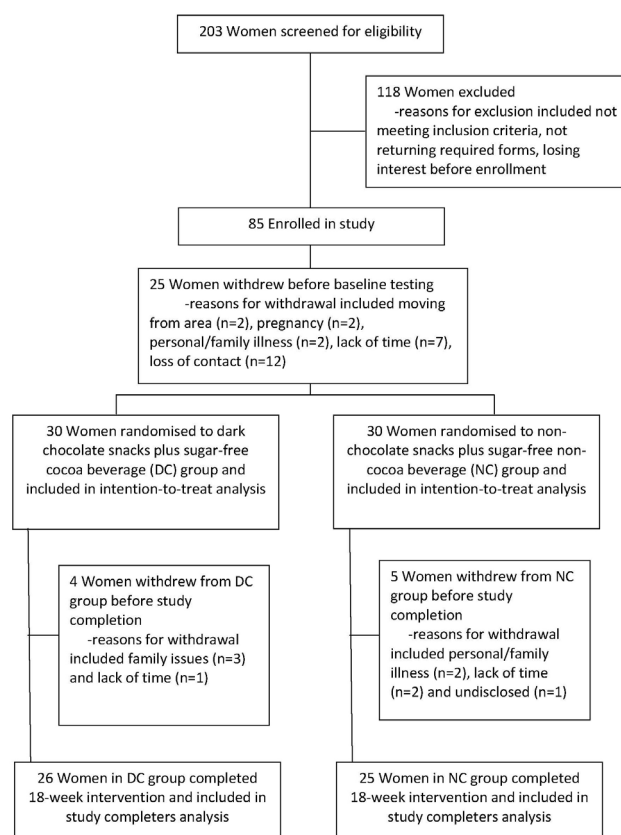 203 Women screened for eligibility
118 Women excluded
-reasons for exclusion included not
meeting inclusion criteria, not
returning required forms, losing
interest before enrollment
85 Enrolled in study
25 Women withdrew before baseline testing
-reasons for withdrawal included moving
from area (n=2), pregnancy (n=2),
personal/family illness (n=2), lack of time (n=7),
loss of contact (n=12)
30 Women randomised to dark
chocolate snacks plus sugar-free
cocoa beverage (DC) group and
included in intention-to-treat analysis
30 Women randomised to non-
chocolate snacks plus sugar-free non-
cocoa beverage (NC) group and
included in intention-to-treat analysis
4 Women withdrew from DC
group before study
completion
-reasons for withdrawal
included family issues (n=3)
and lack of time (n=1)
5 Women withdrew from NC
group before study
completion
-reasons for withdrawal
included personal/family
illness (n=2), lack of time
(n=2) and undisclosed (n=1)
26 Women in DC group completed
18-week intervention and included in
study completers analysis
25 Women in NC group completed
18-week intervention and included in
study completers analysis